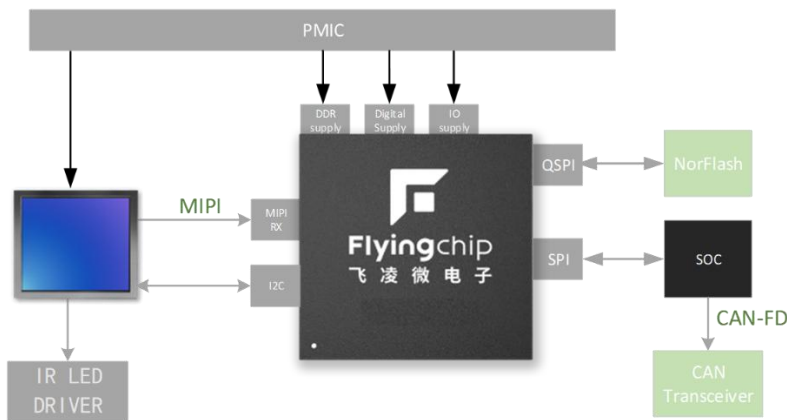 PMIC
DDR
supply
Digital
Supply
IO
supply
QSPI
NorFlash
MIPI
MIPI
RX
Flyingchip
飞凌微电子
SPI
SOC
I2C
CAN-FD
IR LED
DRIVER
CAN
Transceiver